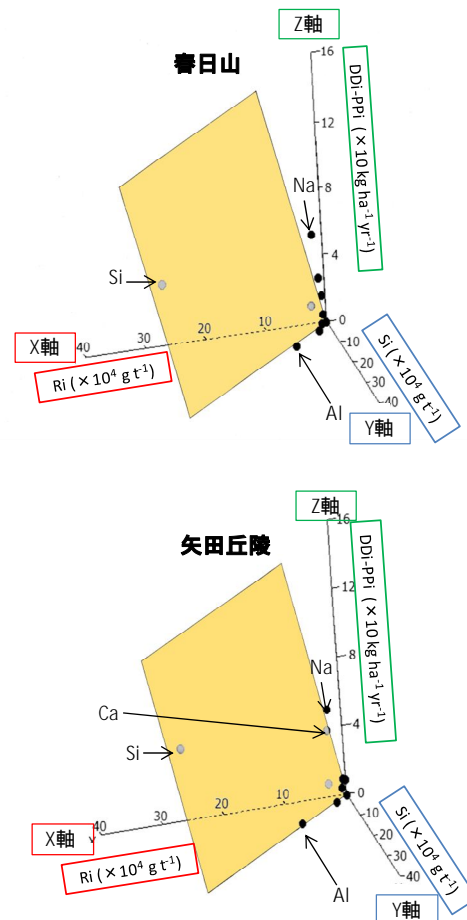 Z軸
春日山
16
12
8
4
0
DDi-PPi (×10 kg ha⁻¹ yr⁻¹)
Na
Si
X軸
40
30
20
10
Ri (×10⁴ g t⁻¹)
Al
10
20
30
40
Si (×10⁴ g t⁻¹)
Y軸
Z軸
矢田丘陵
16
12
8
4
0
DDi-PPi (×10 kg ha⁻¹ yr⁻¹)
Na
Ca
Si
X軸
40
30
20
10
Ri (×10⁴ g t⁻¹)
Al
10
20
30
40
Si (×10⁴ g t⁻¹)
Y軸